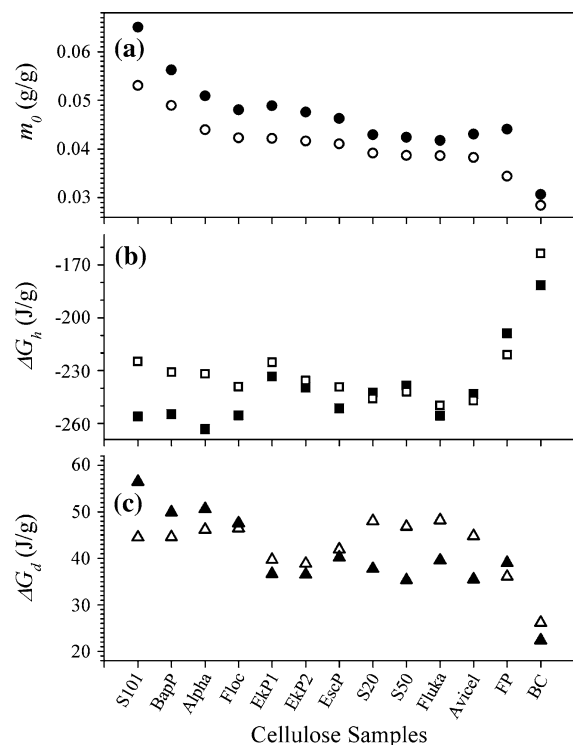 (a)
m0 (g/g)
0.06
0.05
0.04
0.03
(b)
ΔGh (J/g)
-170
-200
-230
-260
(c)
ΔGd (J/g)
60
50
40
30
20
S101 BapP Alpha Floc EkP1 EkP2 EscP S20 S50 Fluka Avicel FP BC
Cellulose Samples